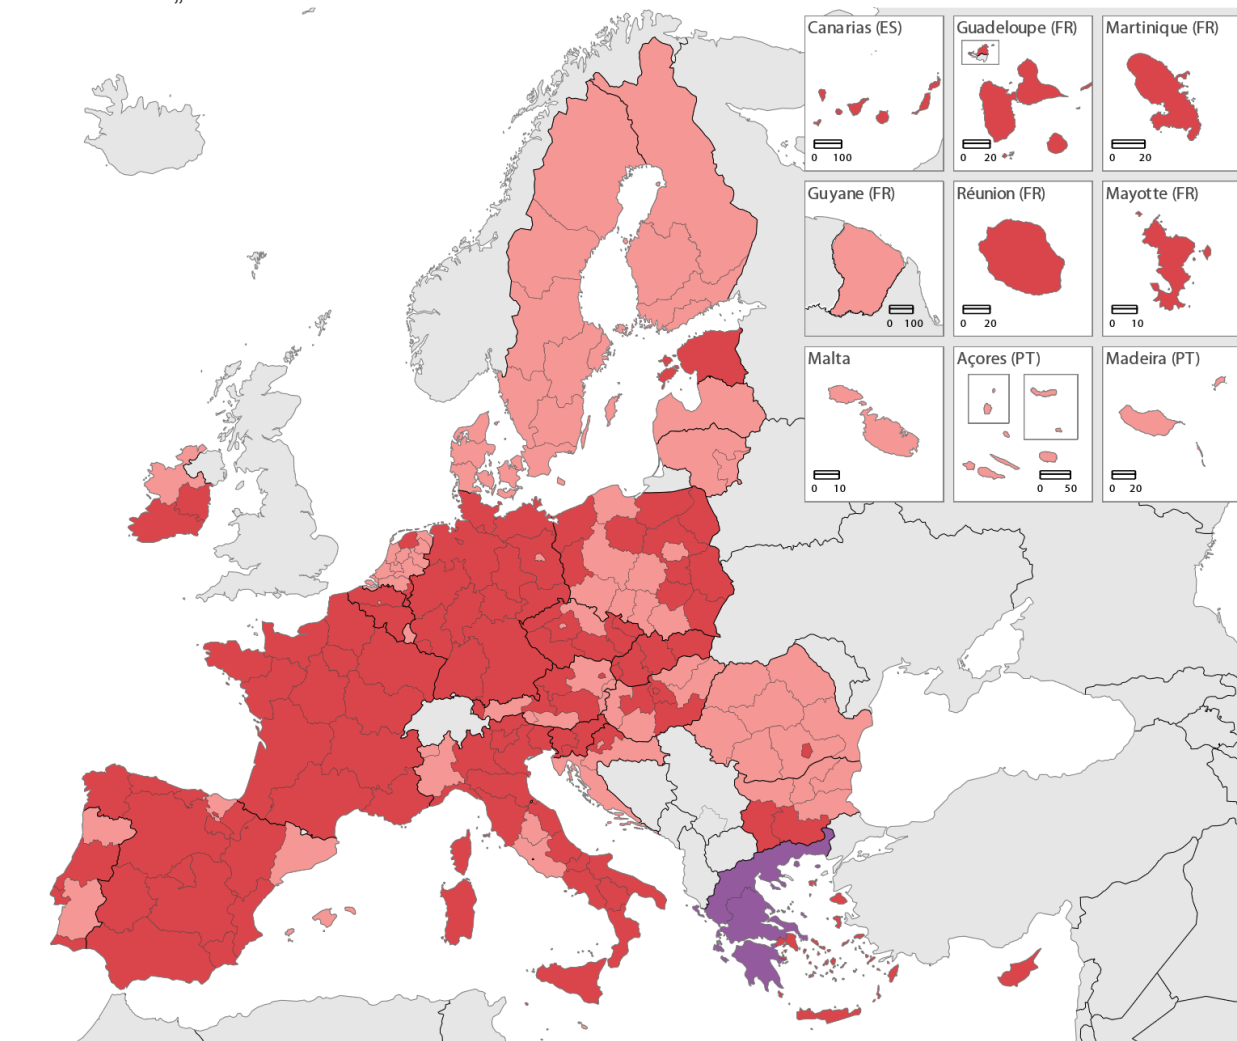 Canarias (ES)
0 100
Guadeloupe (FR)
0 20
Martinique (FR)
0 20
Guyane (FR)
0 100
Réunion (FR)
0 20
Mayotte (FR)
0 10
Malta
0 10
Açores (PT)
0 50
Madeira (PT)
0 20